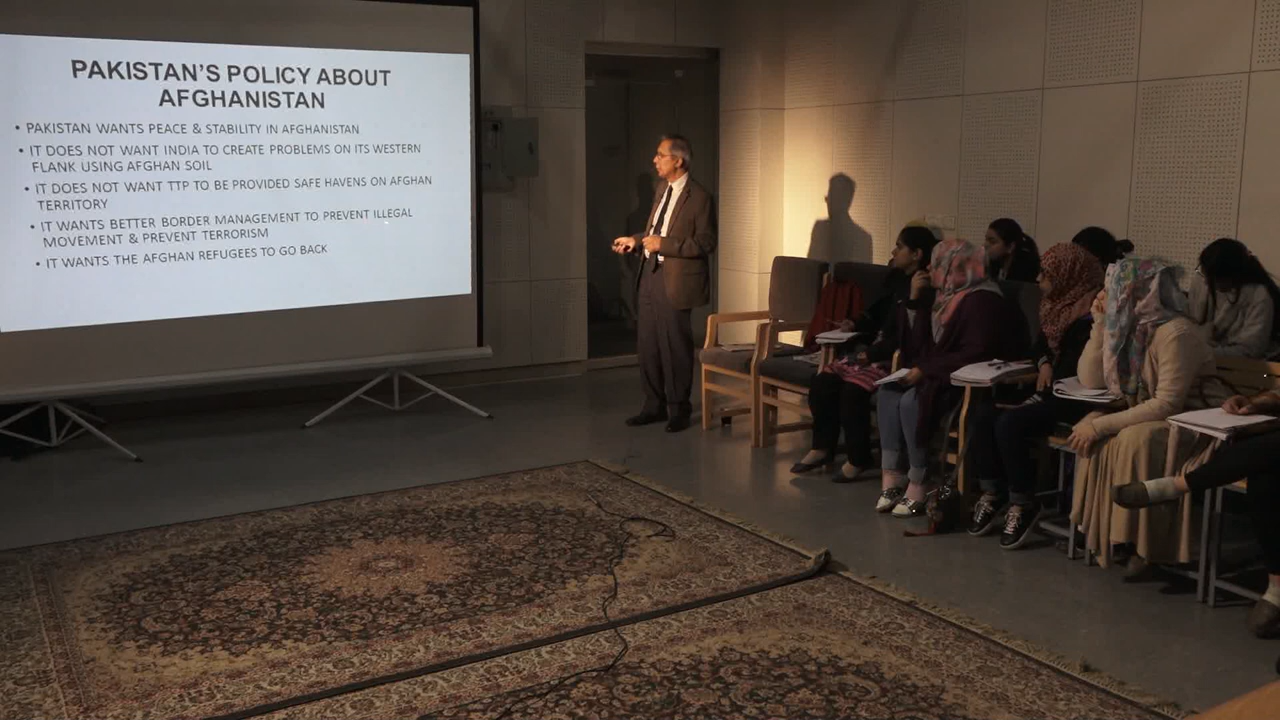 PAKISTAN'S POLICY ABOUT
AFGHANISTAN
• PAKISTAN WANTS PEACE & STABILITY IN AFGHANISTAN
• IT DOES NOT WANT INDIA TO CREATE PROBLEMS ON ITS WESTERN
FLANK USING AFGHAN SOIL
• IT DOES NOT WANT TTP TO BE PROVIDED SAFE HAVENS ON AFGHAN
TERRITORY
• IT WANTS BETTER BORDER MANAGEMENT TO PREVENT ILLEGAL
MOVEMENT & PREVENT TERRORISM
• IT WANTS THE AFGHAN REFUGEES TO GO BACK